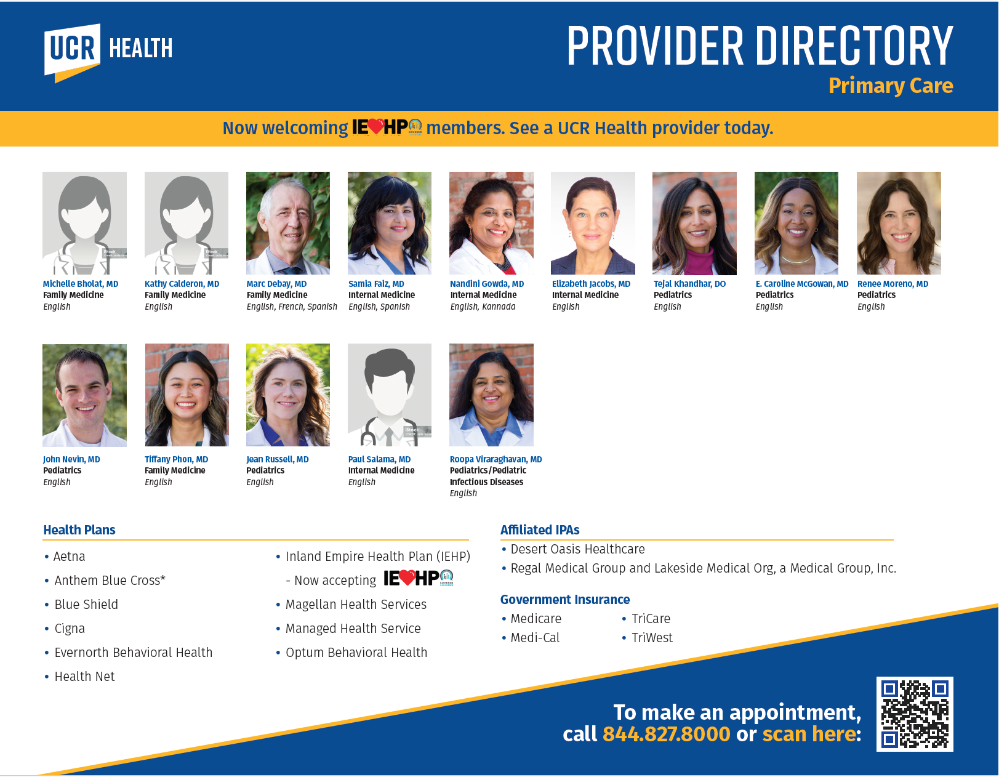 UCR HEALTH
PROVIDER DIRECTORY
Primary Care
Now welcoming IEHP COVERED members. See a UCR Health provider today.
iStock
iStock
Michelle Bholat, MD
Family Medicine
English
Kathy Calderon, MD
Family Medicine
English
Marc Debay, MD
Family Medicine
English, French, Spanish
Samia Faiz, MD
Internal Medicine
English, Spanish
Nandini Gowda, MD
Internal Medicine
English, Kannada
Elizabeth Jacobs, MD
Internal Medicine
English
Tejal Khandhar, DO
Pediatrics
English
E. Caroline McGowan, MD
Pediatrics
English
Renee Moreno, MD
Pediatrics
English
iStock
John Nevin, MD
Pediatrics
English
Tiffany Phon, MD
Family Medicine
English
Jean Russell, MD
Pediatrics
English
Paul Salama, MD
Internal Medicine
English
Roopa Viraraghavan, MD
Pediatrics/Pediatric
Infectious Diseases
English
Health Plans
• Aetna
• Anthem Blue Cross*
• Blue Shield
• Cigna
• Evernorth Behavioral Health
• Health Net
• Inland Empire Health Plan (IEHP)
- Now accepting IEHP COVERED
• Magellan Health Services
• Managed Health Service
• Optum Behavioral Health
Affiliated IPAs
• Desert Oasis Healthcare
• Regal Medical Group and Lakeside Medical Org, a Medical Group, Inc.
Government Insurance
• Medicare
• Medi-Cal
• TriCare
• TriWest
To make an appointment,
call 844.827.8000 or scan here: